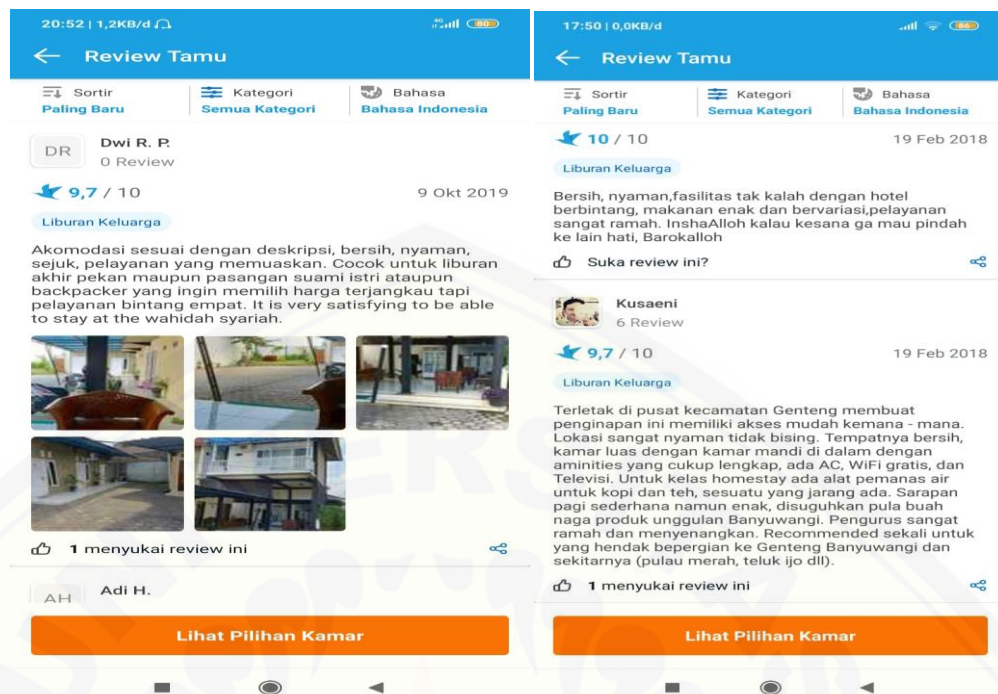 20:52 | 1,2KB/d
4G
80
Review Tamu
Sortir
Paling Baru
Kategori
Semua Kategori
Bahasa
Bahasa Indonesia
DR
Dwi R. P.
0 Review
9,7 / 10
9 Okt 2019
Liburan Keluarga
Akomodasi sesuai dengan deskripsi, bersih, nyaman,
sejuk, pelayanan yang memuaskan. Cocok untuk liburan
akhir pekan maupun pasangan suami istri ataupun
backpacker yang ingin memilih harga terjangkau tapi
pelayanan bintang empat. It is very satisfying to be able
to stay at the wahidah syariah.
1 menyukai review ini
AH
Adi H.
Lihat Pilihan Kamar
17:50 | 0,0KB/d
86
Review Tamu
Sortir
Paling Baru
Kategori
Semua Kategori
Bahasa
Bahasa Indonesia
10 / 10
19 Feb 2018
Liburan Keluarga
Bersih, nyaman,fasilitas tak kalah dengan hotel
berbintang, makanan enak dan bervariasi,pelayanan
sangat ramah. InshaAlloh kalau kesana ga mau pindah
ke lain hati, Barokalloh
Suka review ini?
Kusaeni
6 Review
9,7 / 10
19 Feb 2018
Liburan Keluarga
Terletak di pusat kecamatan Genteng membuat
penginapan ini memiliki akses mudah kemana - mana.
Lokasi sangat nyaman tidak bising. Tempatnya bersih,
kamar luas dengan kamar mandi di dalam dengan
aminities yang cukup lengkap, ada AC, WiFi gratis, dan
Televisi. Untuk kelas homestay ada alat pemanas air
untuk kopi dan teh, sesuatu yang jarang ada. Sarapan
pagi sederhana namun enak, disuguhkan pula buah
naga produk unggulan Banyuwangi. Pengurus sangat
ramah dan menyenangkan. Recommended sekali untuk
yang hendak bepergian ke Genteng Banyuwangi dan
sekitarnya (pulau merah, teluk ijo dll).
1 menyukai review ini
Lihat Pilihan Kamar